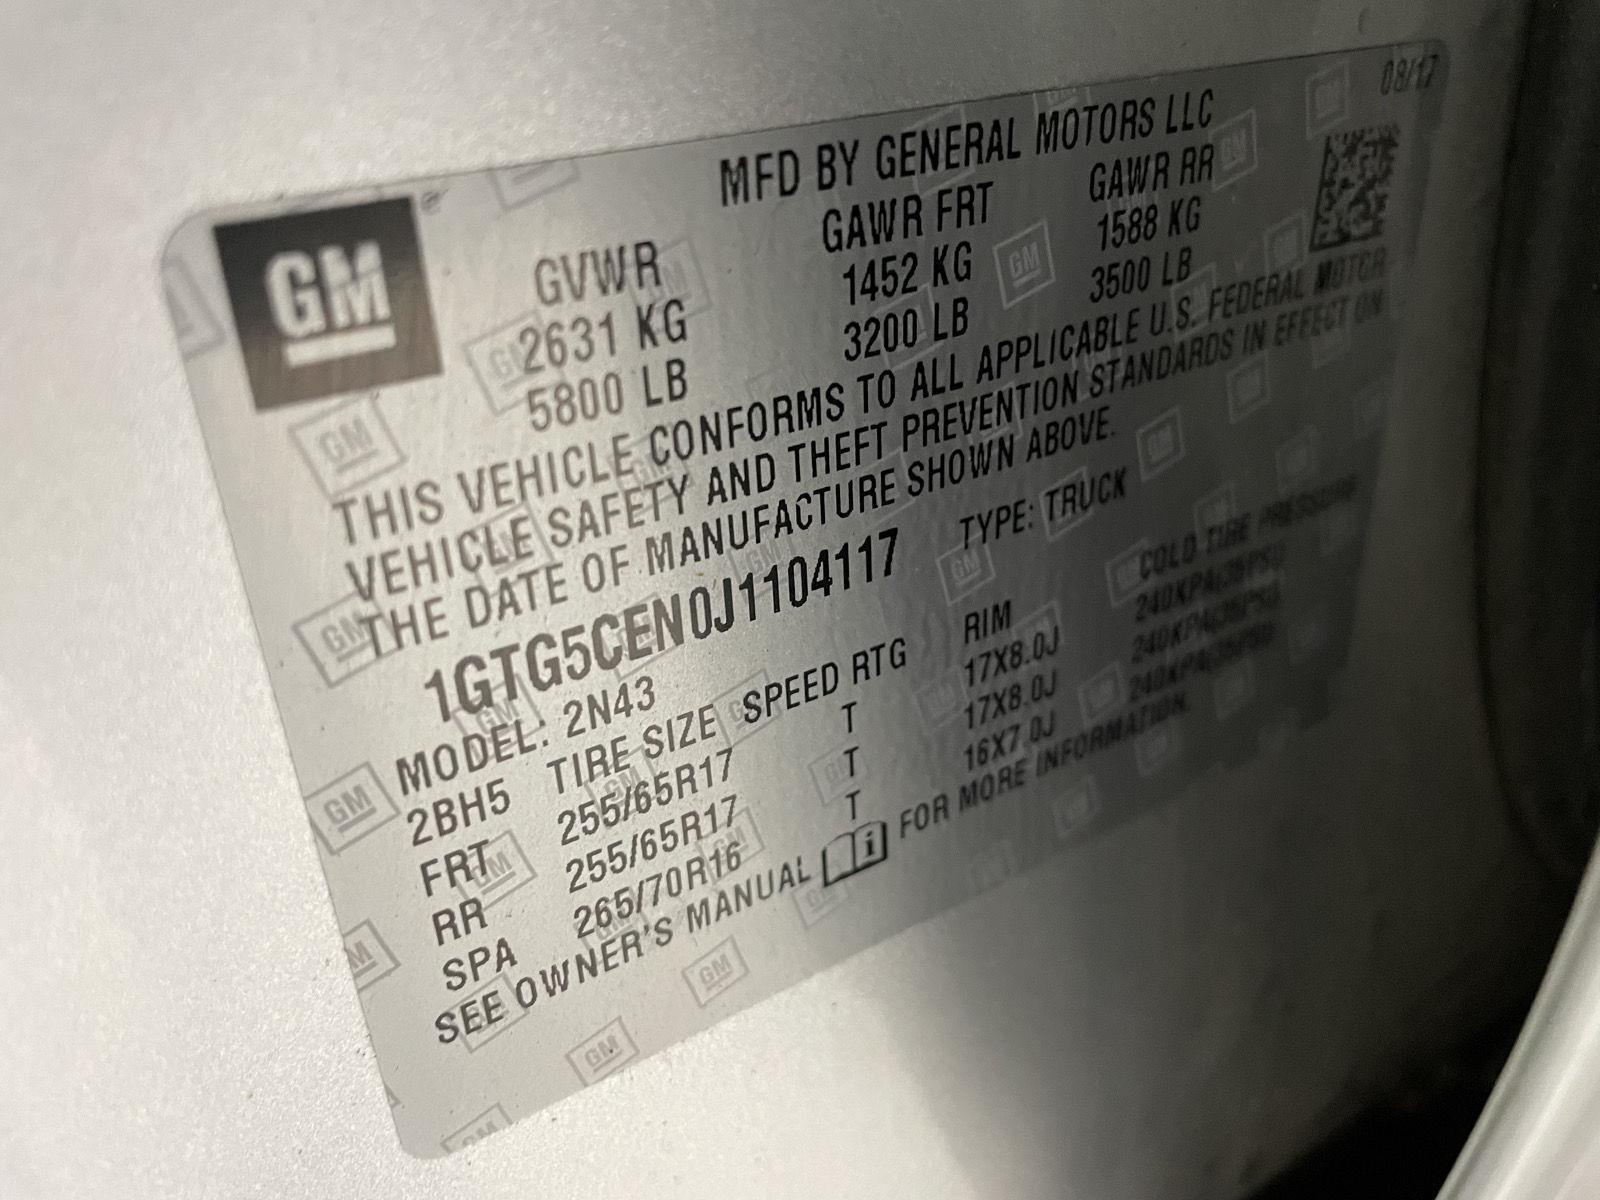 08/17
MFD BY GENERAL MOTORS LLC
GM
GVWR GAWR FRT GAWR RR
2631 KG 1452 KG 1588 KG
5800 LB 3200 LB 3500 LB
THIS VEHICLE CONFORMS TO ALL APPLICABLE U.S. FEDERAL MOTOR
VEHICLE SAFETY AND THEFT PREVENTION STANDARDS IN EFFECT ON
THE DATE OF MANUFACTURE SHOWN ABOVE.
1GTG5CEN0J1104117 TYPE: TRUCK
MODEL: 2N43
2BH5 TIRE SIZE SPEED RTG RIM COLD TIRE PRESSURE
FRT 255/65R17 T 17X8.0J 240KPA(35PSI)
RR 255/65R17 T 17X8.0J 240KPA(35PSI)
SPA 265/70R16 T 16X7.0J 240KPA(35PSI)
SEE OWNER'S MANUAL FOR MORE INFORMATION.